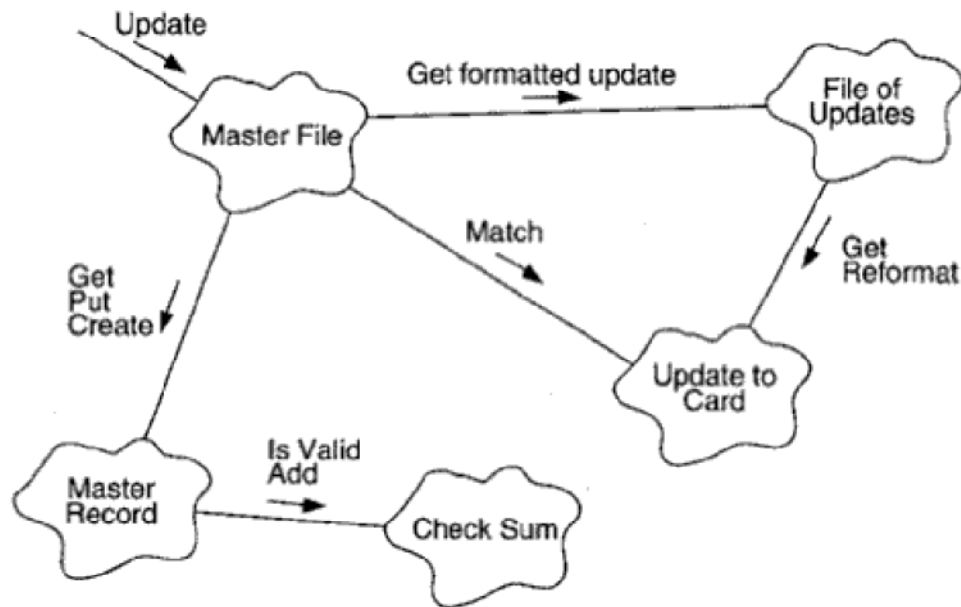 Update
Get formatted update
File of
Updates
Master File
Match
Get
Reformat
Get
Put
Create
Update to
Card
Is Valid
Add
Master
Record
Check Sum